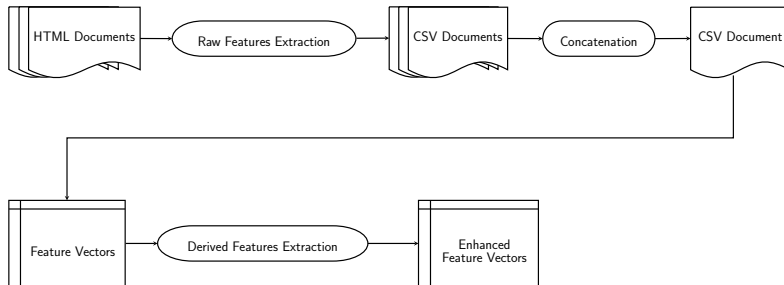 HTML Documents
Raw Features Extraction
CSV Documents
Concatenation
CSV Document
Feature Vectors
Derived Features Extraction
Enhanced
Feature Vectors